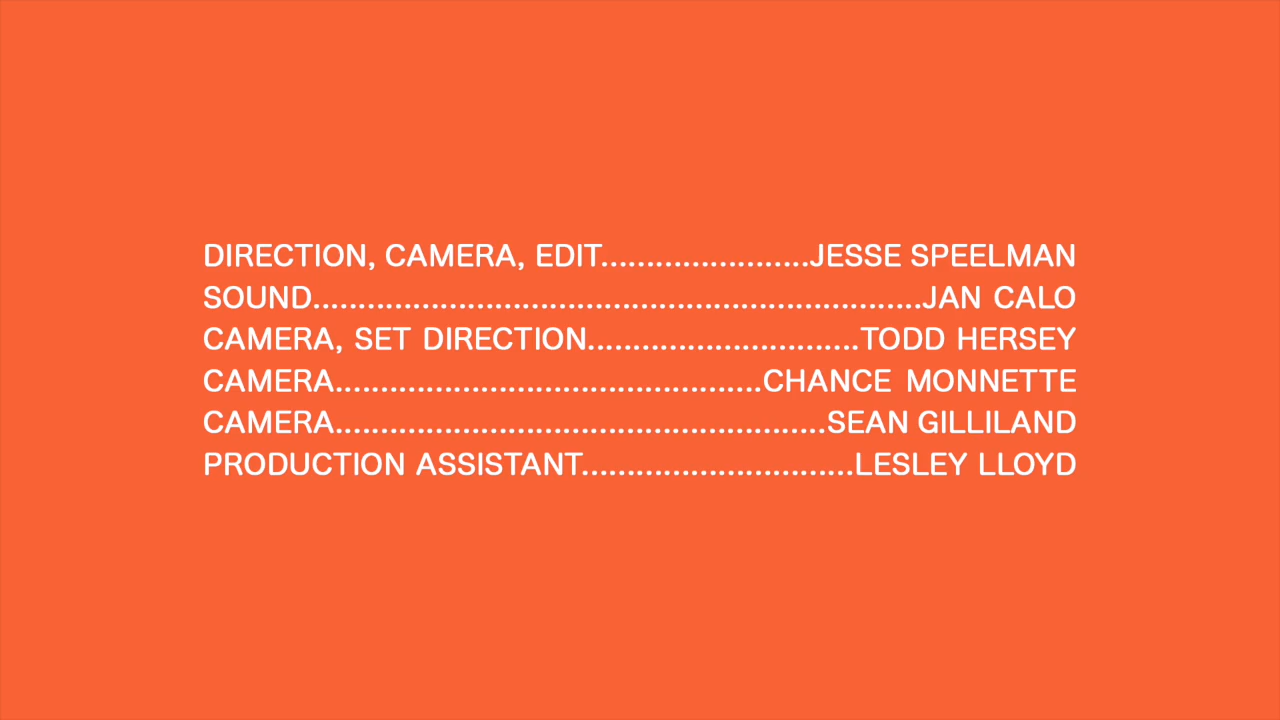 DIRECTION, CAMERA, EDIT.......................JESSE SPEELMAN
SOUND...................................................................JAN CALO
CAMERA, SET DIRECTION..............................TODD HERSEY
CAMERA...............................................CHANCE MONNETTE
CAMERA......................................................SEAN GILLILAND
PRODUCTION ASSISTANT..............................LESLEY LLOYD